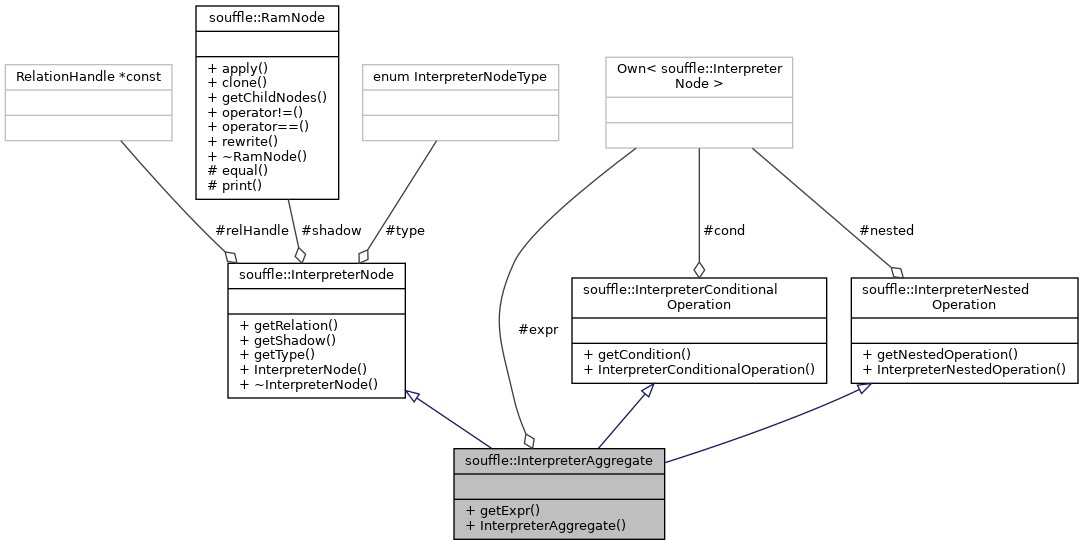 souffle::RamNode
+ apply()
+ clone()
+ getChildNodes()
+ operator!=()
+ operator==()
+ rewrite()
+ ~RamNode()
# equal()
# print()
RelationHandle *const
enum InterpreterNodeType
Own< souffle::Interpreter
Node >
#relHandle
#shadow
#type
#cond
#nested
souffle::InterpreterNode
+ getRelation()
+ getShadow()
+ getType()
+ InterpreterNode()
+ ~InterpreterNode()
#expr
souffle::InterpreterConditional
Operation
+ getCondition()
+ InterpreterConditionalOperation()
souffle::InterpreterNested
Operation
+ getNestedOperation()
+ InterpreterNestedOperation()
souffle::InterpreterAggregate
+ getExpr()
+ InterpreterAggregate()